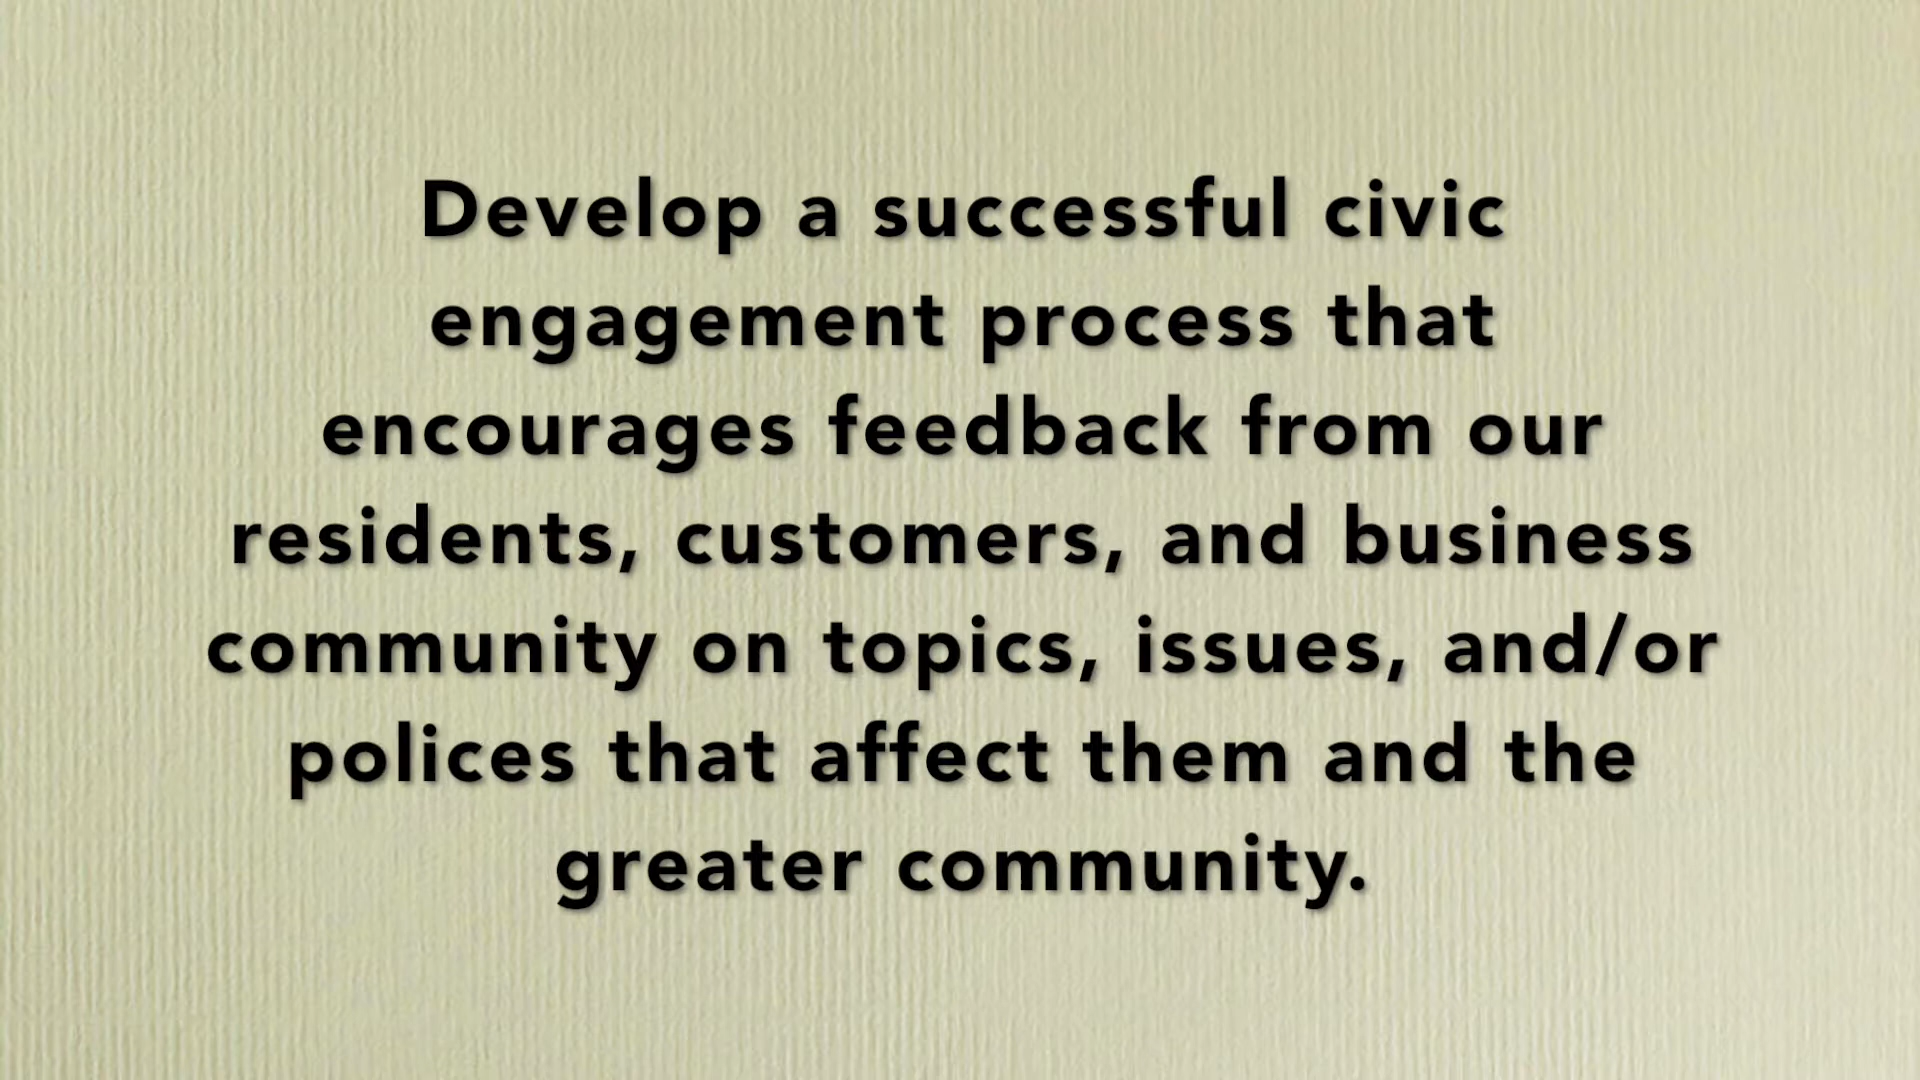 Develop a successful civic
engagement process that
encourages feedback from our
residents, customers, and business
community on topics, issues, and/or
polices that affect them and the
greater community.